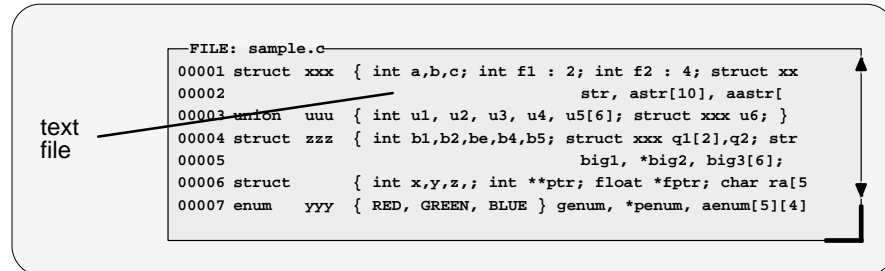 FILE: sample.c
00001 struct xxx { int a,b,c; int f1 : 2; int f2 : 4; struct xx
00002 str, astr[10], aastr[
00003 union uuu { int u1, u2, u3, u4, u5[6]; struct xxx u6; }
00004 struct zzz { int b1,b2,be,b4,b5; struct xxx q1[2],q2; str
00005 big1, *big2, big3[6];
00006 struct { int x,y,z,; int **ptr; float *fptr; char ra[5
00007 enum yyy { RED, GREEN, BLUE } genum, *penum, aenum[5][4]
text
file